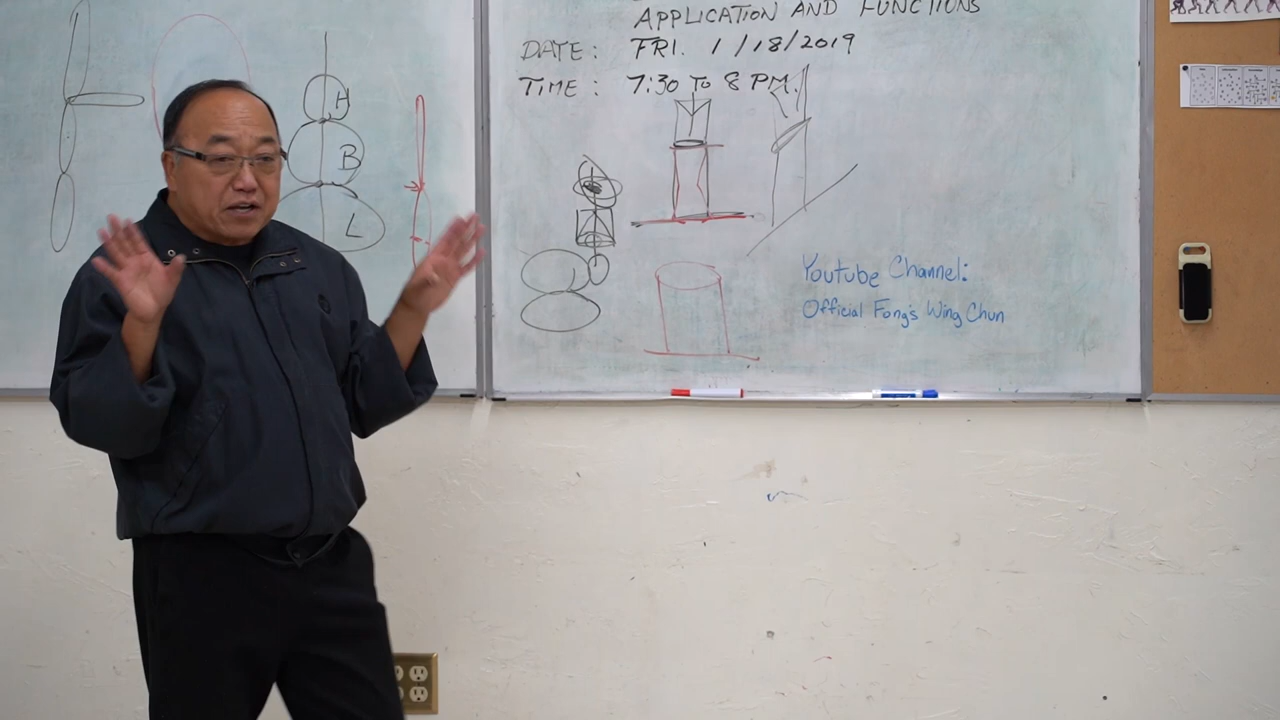 H
B
L
APPLICATION AND FUNCTIONS
DATE: FRI. 1/18/2019
TIME: 7:30 TO 8 PM.
Youtube Channel:
Official Fong's Wing Chun